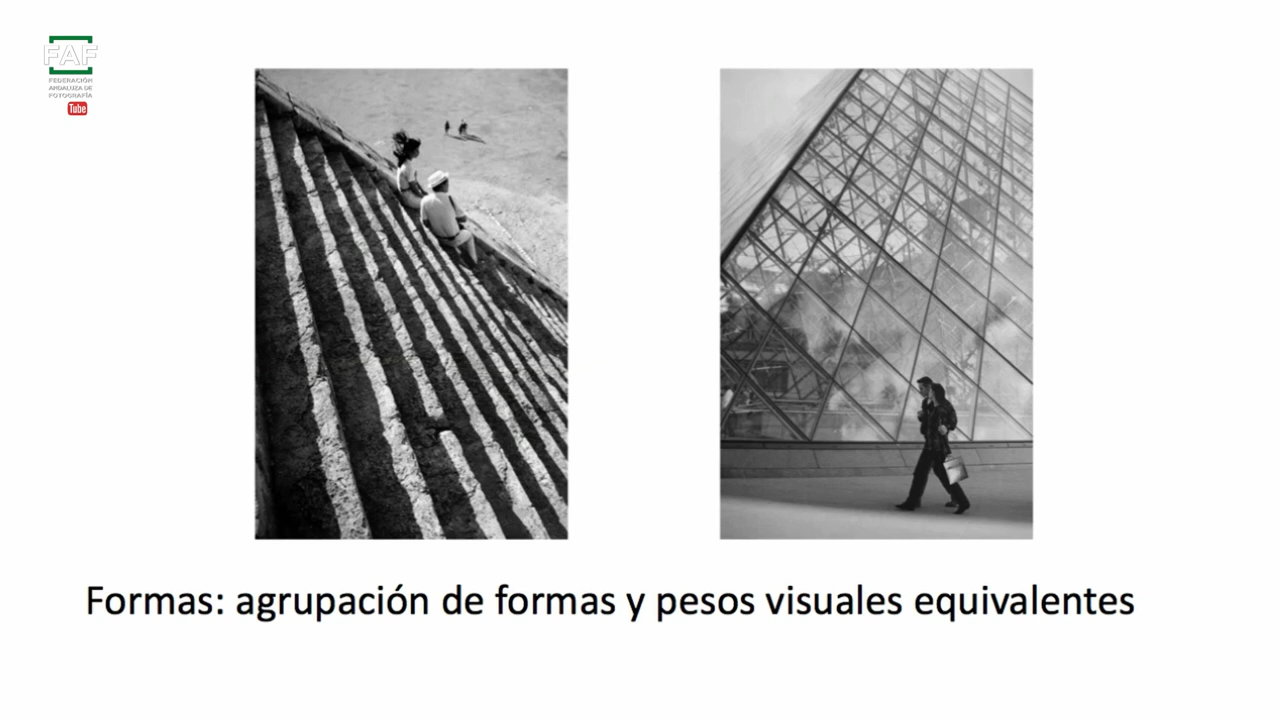 FAF
FEDERACIÓN
ANDALUZA DE
FOTOGRAFÍA
Tube
Formas: agrupación de formas y pesos visuales equivalentes